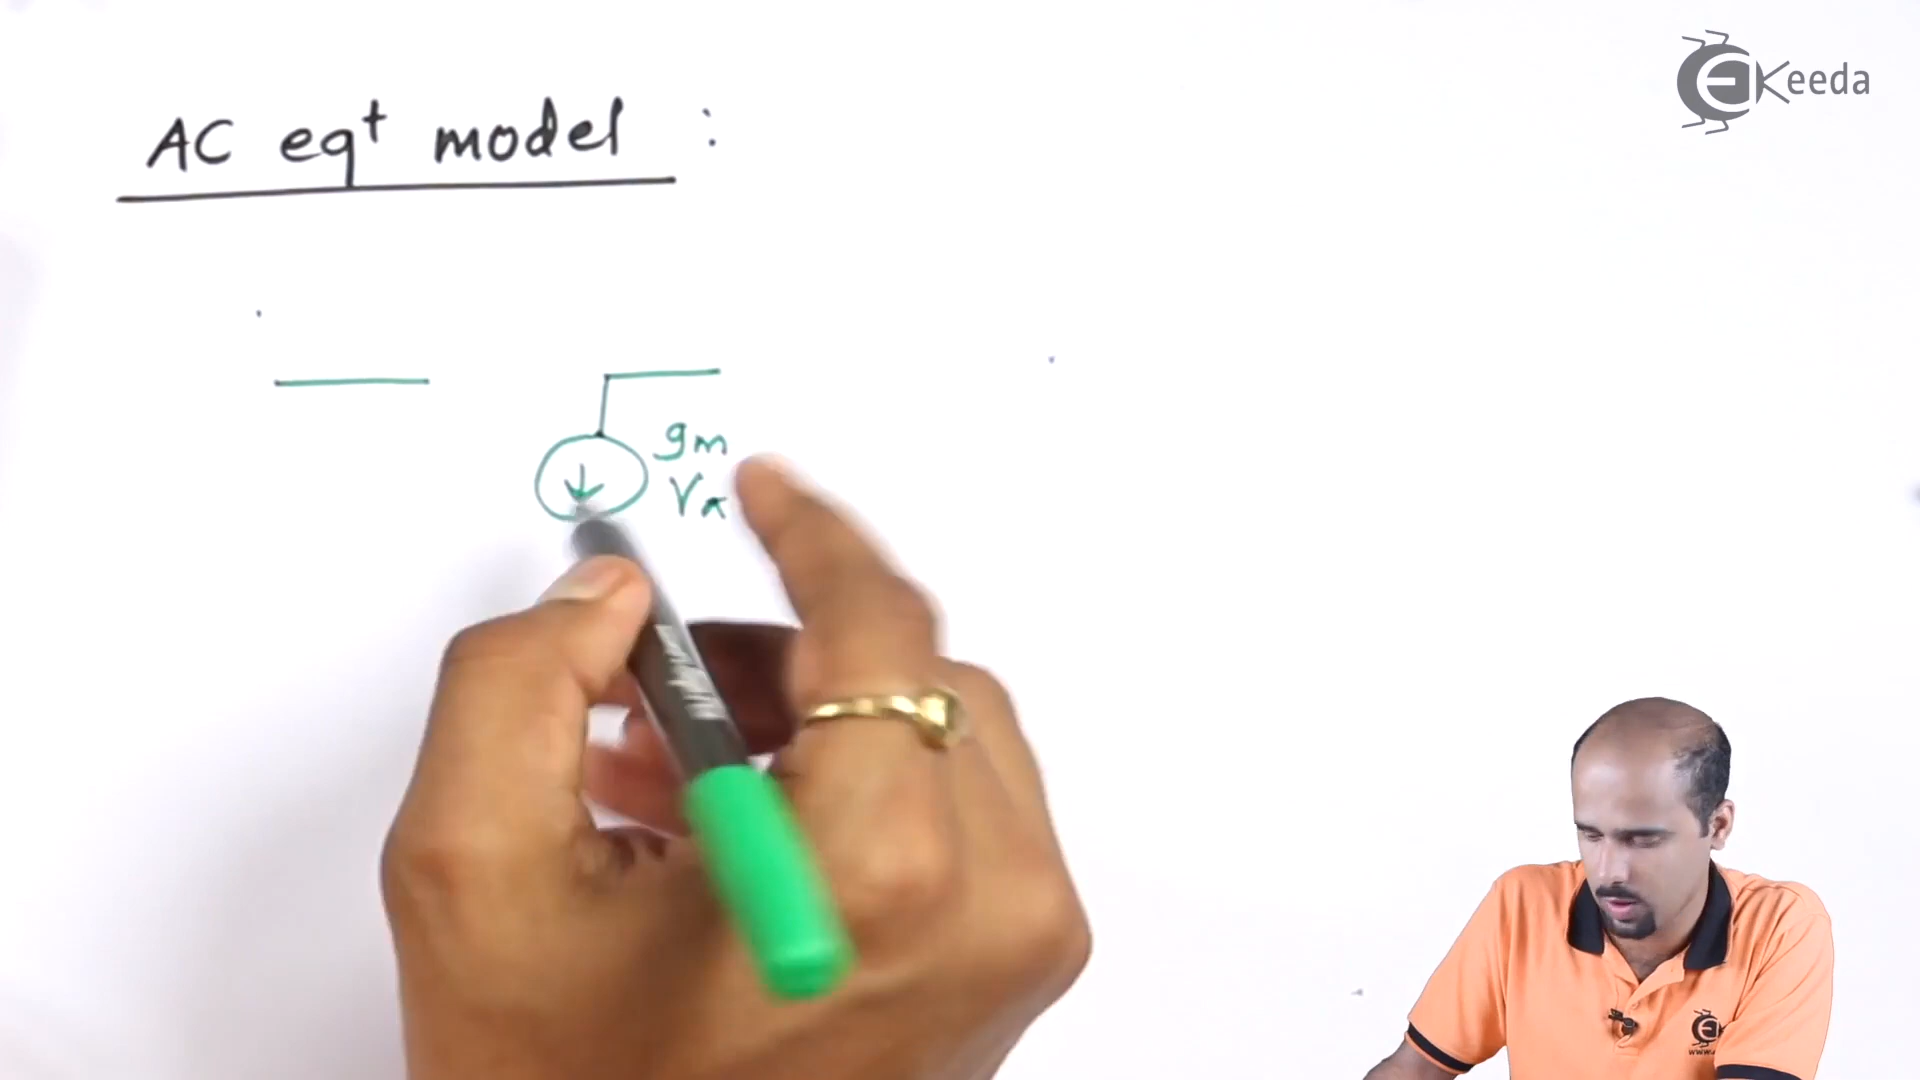 AC eqt model :
gm
Vπ
Keeda